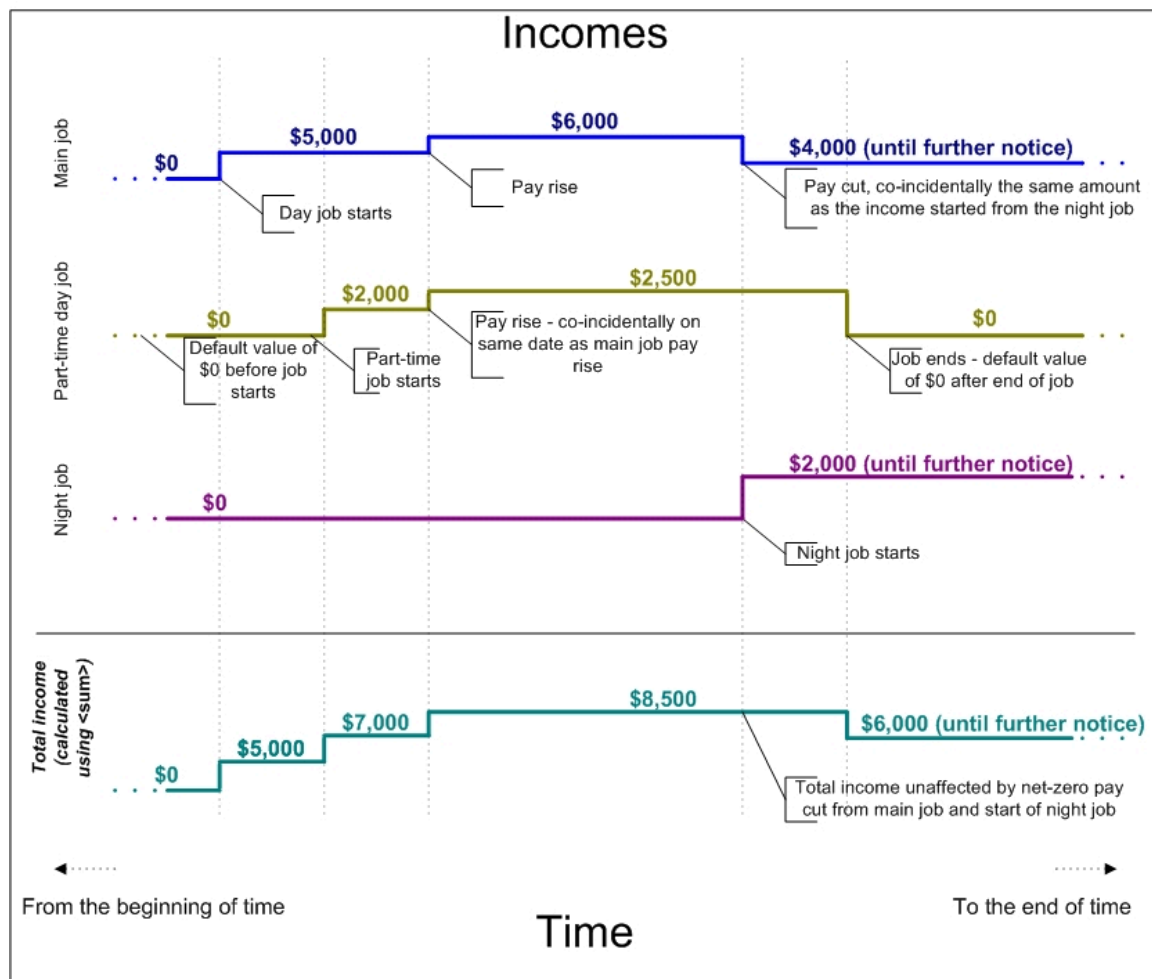 Incomes
Main job
$0
$5,000
$6,000
$4,000 (until further notice)
Day job starts
Pay rise
Pay cut, co-incidentally the same amount
as the income started from the night job
Part-time day job
$0
$2,000
$2,500
$0
Default value of
$0 before job
starts
Part-time
job starts
Pay rise - co-incidentally on
same date as main job pay
rise
Job ends - default value
of $0 after end of job
Night job
$0
$2,000 (until further notice)
Night job starts
Total income
(calculated
using <sum>)
$0
$5,000
$7,000
$8,500
$6,000 (until further notice)
Total income unaffected by net-zero pay
cut from main job and start of night job
From the beginning of time
To the end of time
Time